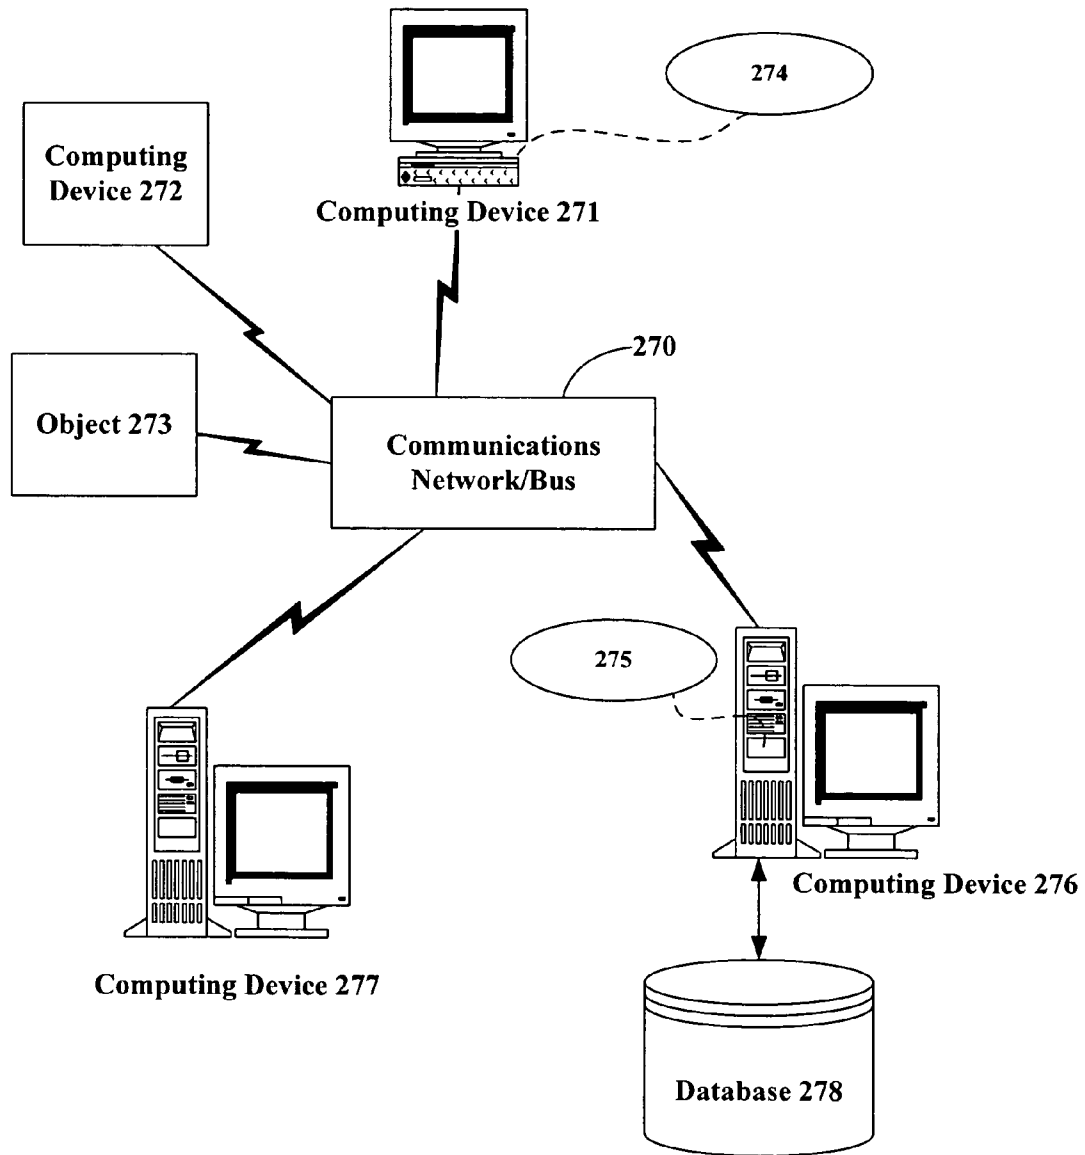 274
Computing
Device 272
Computing Device 271
270
Object 273
Communications
Network/Bus
275
Computing Device 276
Computing Device 277
Database 278